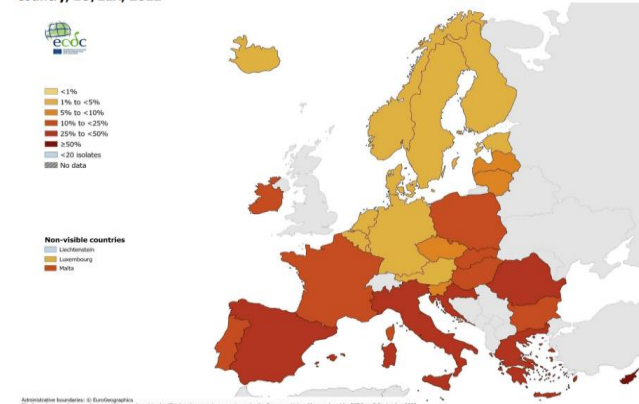 ecdc
<1%
1% to <5%
5% to <10%
10% to <25%
25% to <50%
≥50%
<20 isolates
No data
Non-visible countries
Liechtenstein
Luxembourg
Malta
Administrative boundaries: © EuroGeographics